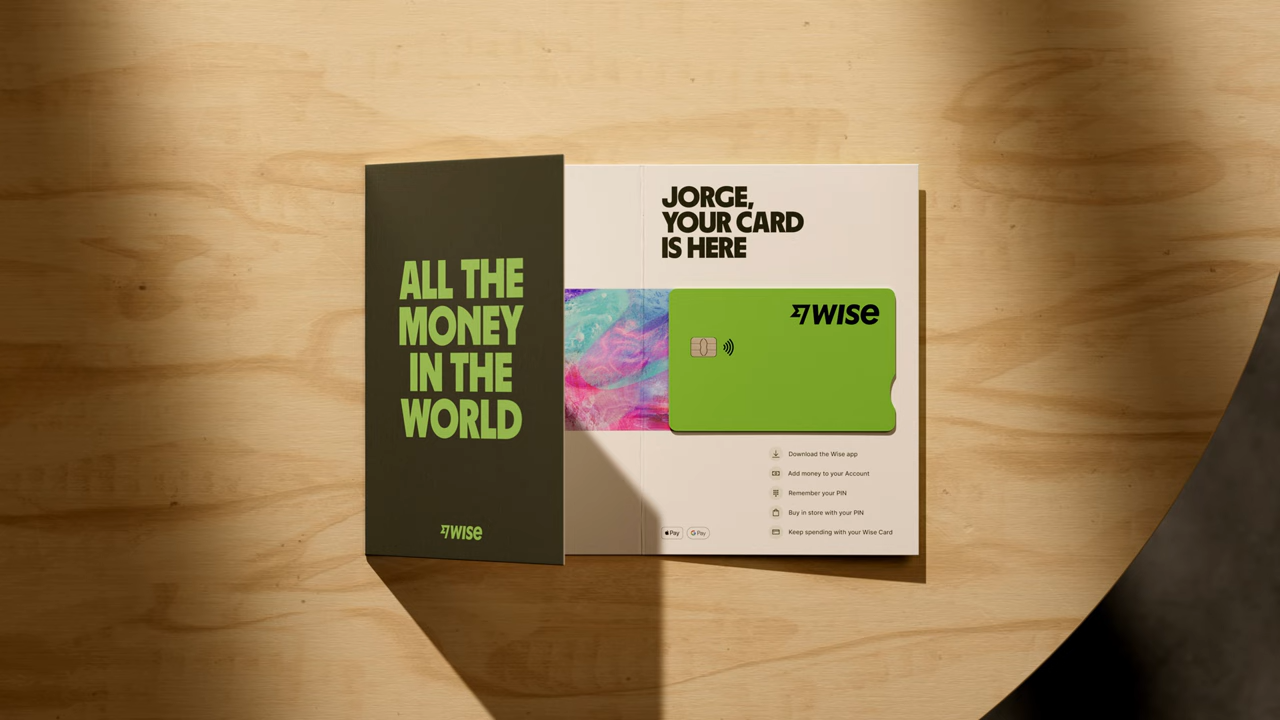 ALL THE
MONEY
IN THE
WORLD
WISE
JORGE,
YOUR CARD
IS HERE
WISE
Download the Wise app
Add money to your Account
Remember your PIN
Buy in store with your PIN
Keep spending with your Wise Card
Pay
G Pay